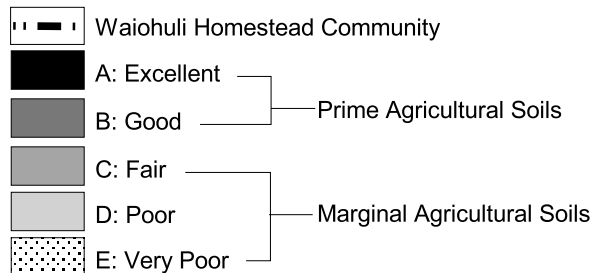 Waiohuli Homestead Community
A: Excellent
Prime Agricultural Soils
B: Good
C: Fair
D: Poor
Marginal Agricultural Soils
E: Very Poor